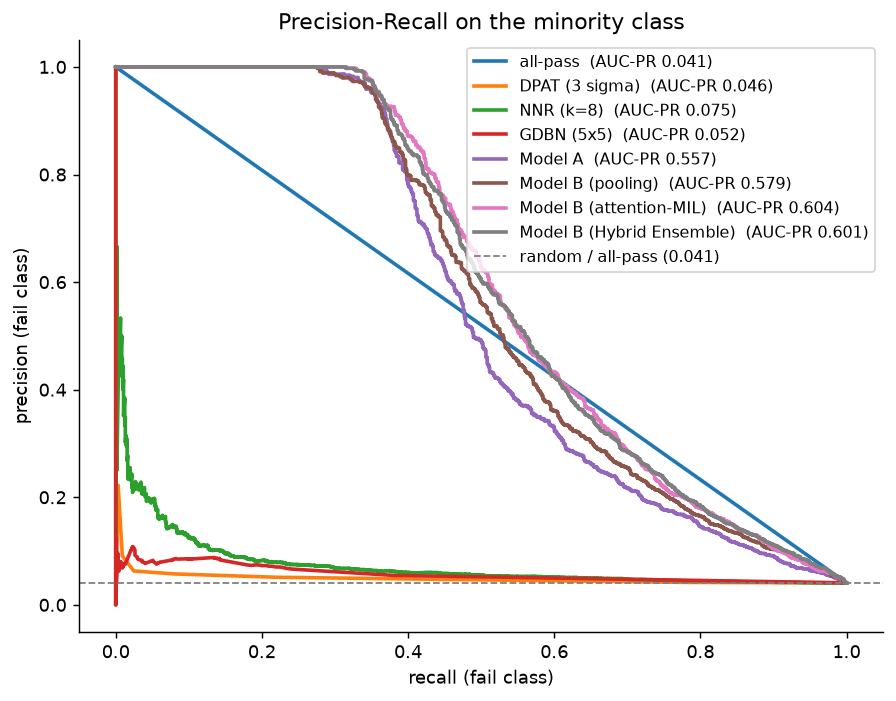 Precision-Recall on the minority class
all-pass (AUC-PR 0.041)
DPAT (3 sigma) (AUC-PR 0.046)
NNR (k=8) (AUC-PR 0.075)
GDBN (5x5) (AUC-PR 0.052)
Model A (AUC-PR 0.557)
Model B (pooling) (AUC-PR 0.579)
Model B (attention-MIL) (AUC-PR 0.604)
Model B (Hybrid Ensemble) (AUC-PR 0.601)
random / all-pass (0.041)
precision (fail class)
1.0
0.8
0.6
0.4
0.2
0.0
0.0 0.2 0.4 0.6 0.8 1.0
recall (fail class)